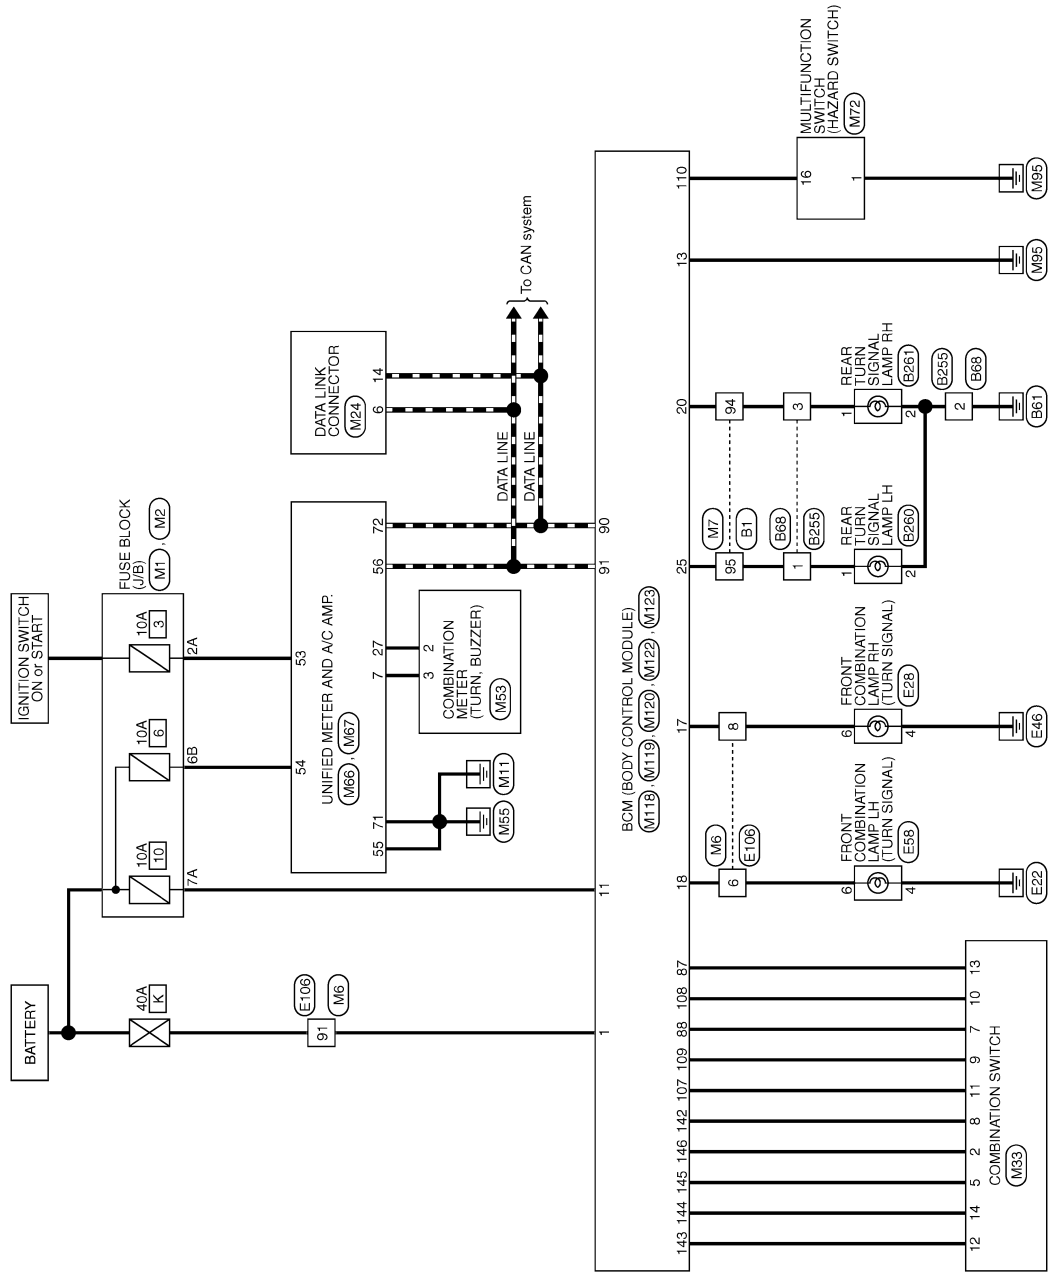 BATTERY
IGNITION SWITCH
ON or START
40A
K
10A
10
10A
6
10A
3
FUSE BLOCK
(J/B)
M1 , M2
7A
6B
2A
E106
M6
91
54
53
UNIFIED METER AND A/C AMP.
M66 , M67
55
71
7
27
56
72
M55
M11
3
2
COMBINATION
METER
(TURN, BUZZER)
M53
DATA LINK
CONNECTOR
M24
6
14
DATA LINE
DATA LINE
To CAN system
1
11
91
90
BCM (BODY CONTROL MODULE)
M118 , M119 , M120 , M122 , M123
143
144
145
146
142
107
109
88
108
87
18
17
25
20
13
110
M6
E106
6
8
M7
B1
95
94
B68
B255
1
3
6
4
FRONT
COMBINATION
LAMP LH
(TURN SIGNAL)
E58
6
4
FRONT
COMBINATION
LAMP RH
(TURN SIGNAL)
E28
1
2
REAR
TURN
SIGNAL
LAMP LH
B260
1
2
REAR
TURN
SIGNAL
LAMP RH
B261
B255
B68
2
16
1
MULTIFUNCTION
SWITCH
(HAZARD SWITCH)
M72
12
14
5
2
8
11
9
7
10
13
COMBINATION SWITCH
M33
E22
E46
B61
M95
M95